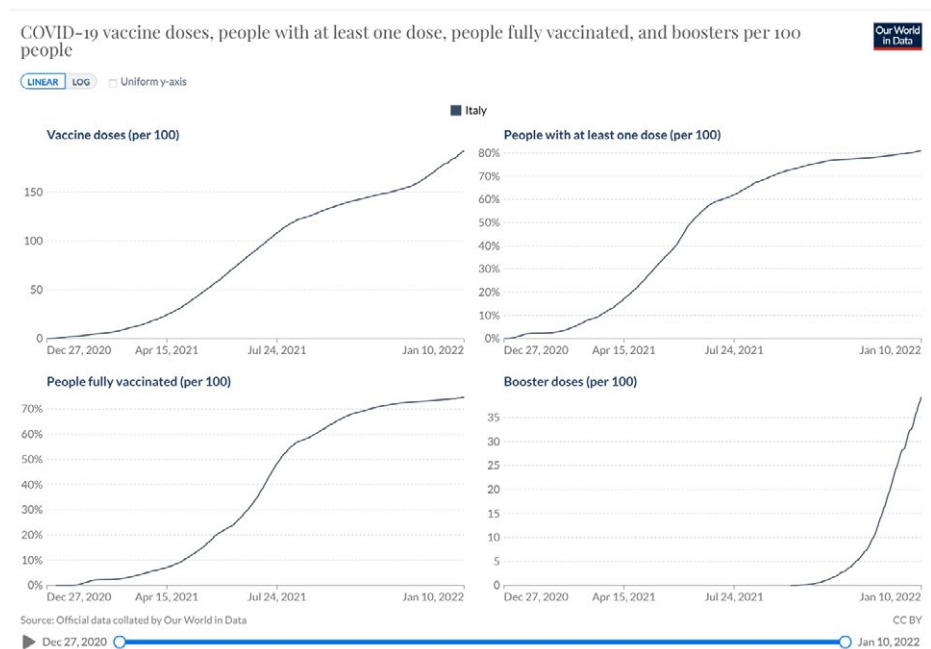 COVID-19 vaccine doses, people with at least one dose, people fully vaccinated, and boosters per 100
people
Our World
in Data
LINEAR LOG Uniform y-axis
Italy
Vaccine doses (per 100)
150
100
50
0
Dec 27, 2020 Apr 15, 2021 Jul 24, 2021 Jan 10, 2022
People with at least one dose (per 100)
80%
70%
60%
50%
40%
30%
20%
10%
0%
Dec 27, 2020 Apr 15, 2021 Jul 24, 2021 Jan 10, 2022
People fully vaccinated (per 100)
70%
60%
50%
40%
30%
20%
10%
0%
Dec 27, 2020 Apr 15, 2021 Jul 24, 2021 Jan 10, 2022
Booster doses (per 100)
35
30
25
20
15
10
5
0
Dec 27, 2020 Apr 15, 2021 Jul 24, 2021 Jan 10, 2022
Source: Official data collated by Our World in Data CC BY
Dec 27, 2020 Jan 10, 2022